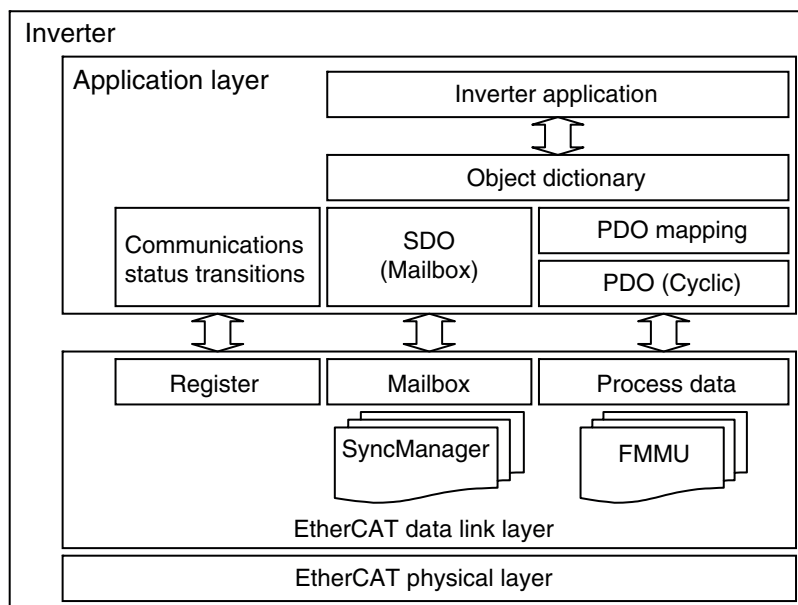 Inverter
Application layer
Inverter application
Object dictionary
Communications
status transitions
SDO
(Mailbox)
PDO mapping
PDO (Cyclic)
Register
Mailbox
Process data
SyncManager
FMMU
EtherCAT data link layer
EtherCAT physical layer